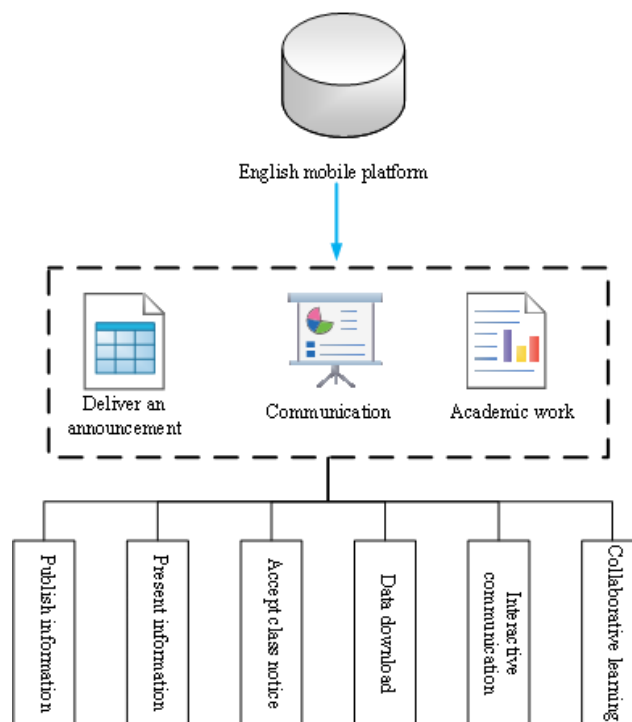 English mobile platform
Deliver an
announcement
Communication
Academic work
Publish information
Present information
Accept class notice
Data download
Interactive
communication
Collaborative learning